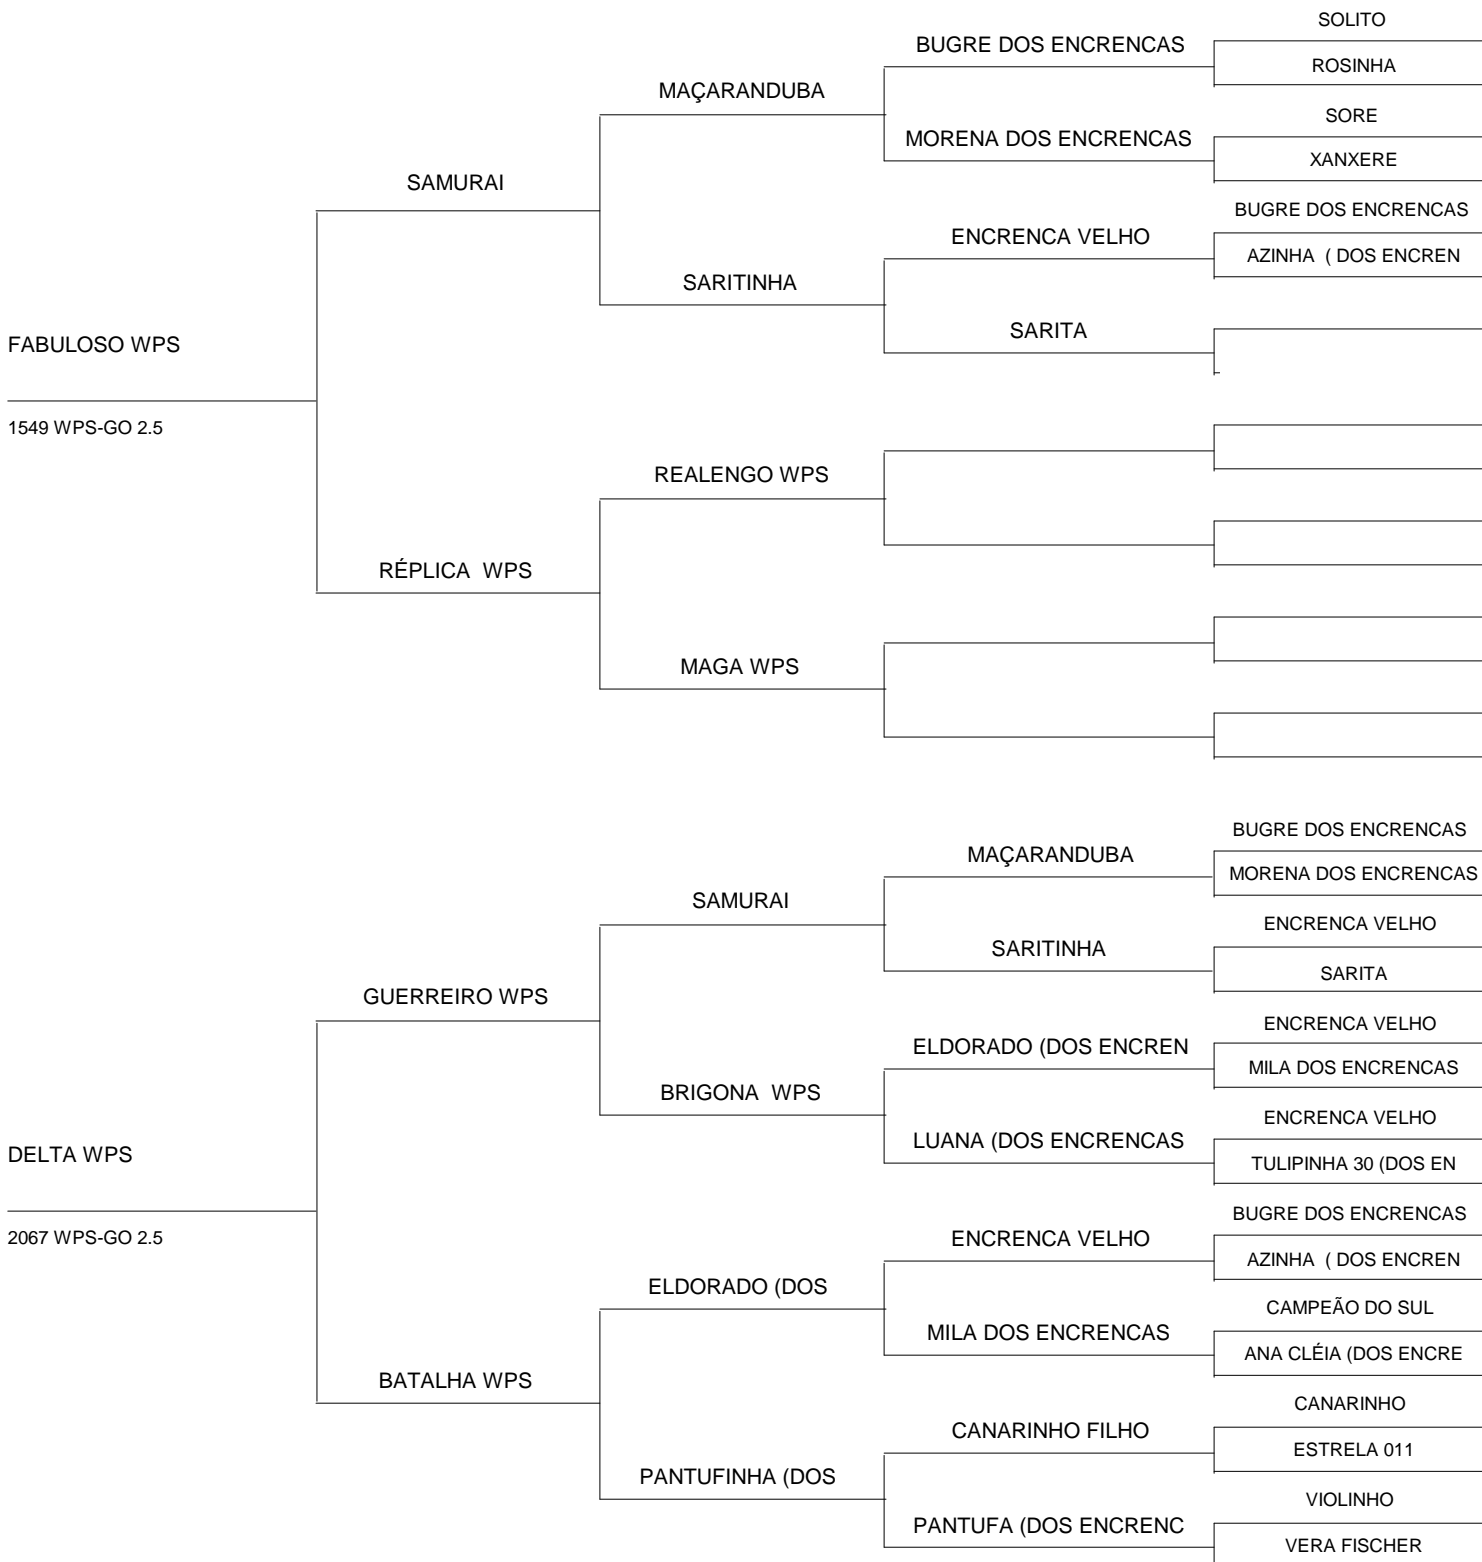 SOLITO
BUGRE DOS ENCRENCAS
ROSINHA
MAÇARANDUBA
SORE
MORENA DOS ENCRENCAS
XANXERE
SAMURAI
BUGRE DOS ENCRENCAS
ENCRENCA VELHO
AZINHA ( DOS ENCREN
SARITINHA
SARITA
FABULOSO WPS
1549 WPS-GO 2.5
REALENGO WPS
RÉPLICA WPS
MAGA WPS
BUGRE DOS ENCRENCAS
MAÇARANDUBA
MORENA DOS ENCRENCAS
SAMURAI
ENCRENCA VELHO
SARITINHA
SARITA
GUERREIRO WPS
ENCRENCA VELHO
ELDORADO (DOS ENCREN
MILA DOS ENCRENCAS
BRIGONA WPS
ENCRENCA VELHO
LUANA (DOS ENCRENCAS
TULIPINHA 30 (DOS EN
DELTA WPS
2067 WPS-GO 2.5
BUGRE DOS ENCRENCAS
ENCRENCA VELHO
AZINHA ( DOS ENCREN
ELDORADO (DOS
CAMPEÃO DO SUL
MILA DOS ENCRENCAS
ANA CLÉIA (DOS ENCRE
BATALHA WPS
CANARINHO
CANARINHO FILHO
ESTRELA 011
PANTUFINHA (DOS
VIOLINHO
PANTUFA (DOS ENCRENC
VERA FISCHER